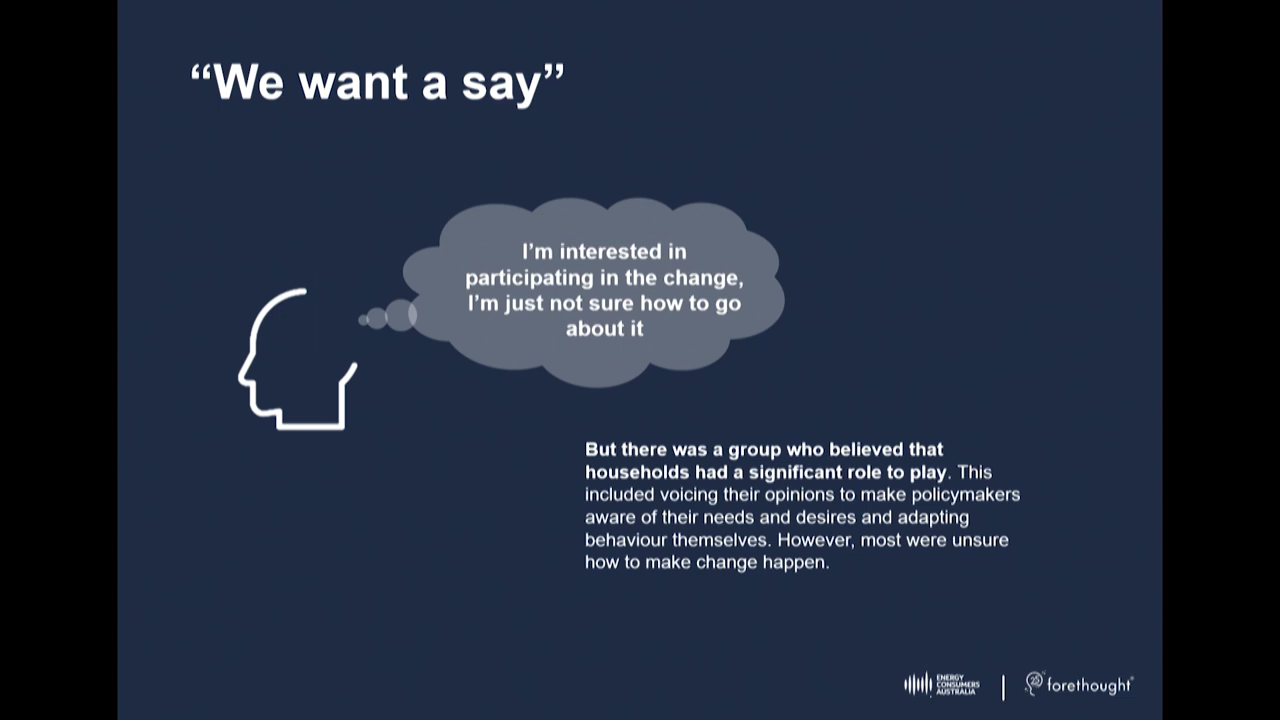 “We want a say”
I’m interested in
participating in the change,
I’m just not sure how to go
about it
But there was a group who believed that
households had a significant role to play. This
included voicing their opinions to make policymakers
aware of their needs and desires and adapting
behaviour themselves. However, most were unsure
how to make change happen.
ENERGY
CONSUMERS
AUSTRALIA
forethought